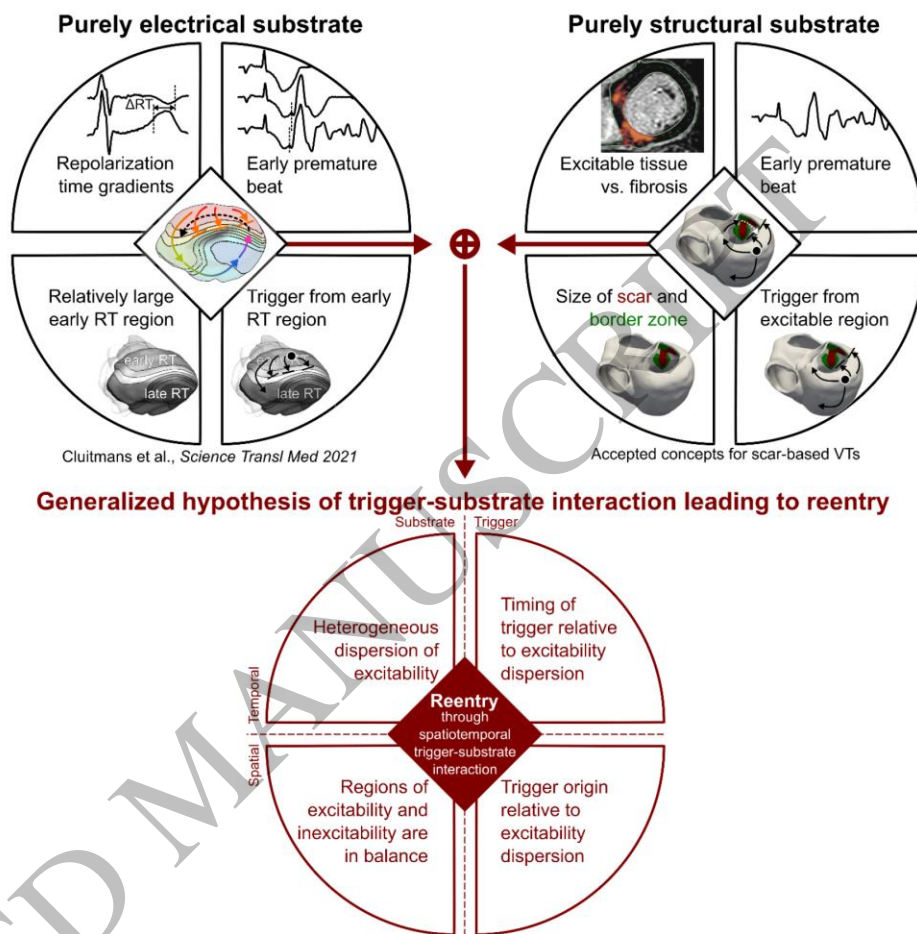 Purely electrical substrate
Purely structural substrate
ΔRT
Repolarization
time gradients
Early premature
beat
Excitable tissue
vs. fibrosis
Early premature
beat
Relatively large
early RT region
early RT
late RT
Trigger from early
RT region
late RT
Size of scar and
border zone
Trigger from
excitable region
Cluitmans et al., Science Transl Med 2021
Accepted concepts for scar-based VTs
Generalized hypothesis of trigger-substrate interaction leading to reentry
Substrate
Trigger
Temporal
Spatial
Heterogeneous
dispersion of
excitability
Timing of
trigger relative
to excitability
dispersion
Reentry
through
spatiotemporal
trigger-substrate
interaction
Regions of
excitability and
inexcitability are
in balance
Trigger origin
relative to
excitability
dispersion
ED MANUSCRIPT